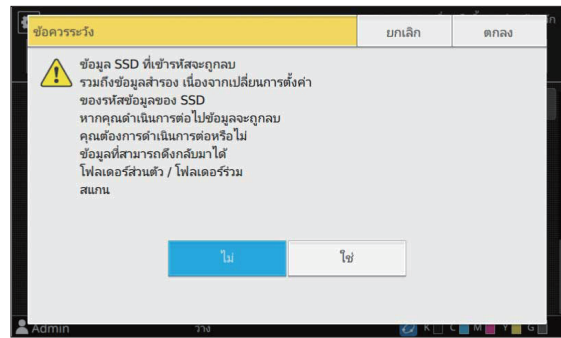 ข้อควรระวัง
ยกเลิก
ตกลง
ข้อมูล SSD ที่เข้ารหัสจะถูกลบ
รวมถึงข้อมูลสำรอง เนื่องจากเปลี่ยนการตั้งค่า
ของรหัสข้อมูลของ SSD
หากคุณดำเนินการต่อไปข้อมูลจะถูกลบ
คุณต้องการดำเนินการต่อหรือไม่
ข้อมูลที่สามารถดึงกลับมาได้
โฟลเดอร์ส่วนตัว / โฟลเดอร์ร่วม
สแกน
ไม่
ใช่
Admin ว่าง K C M Y G